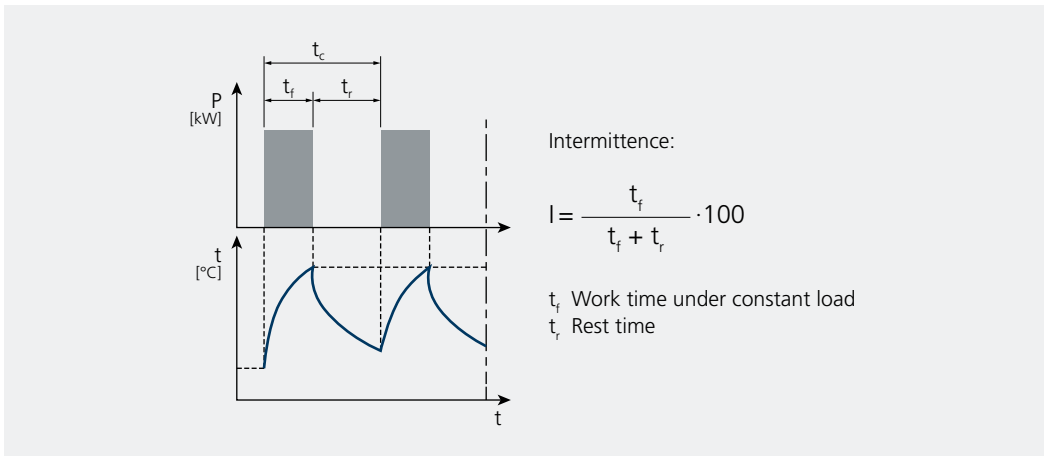 t_c
t_f t_r
P
[kW]
t
[°C]
t
Intermittence:
I = t_f / (t_f + t_r) · 100
t_f Work time under constant load
t_r Rest time